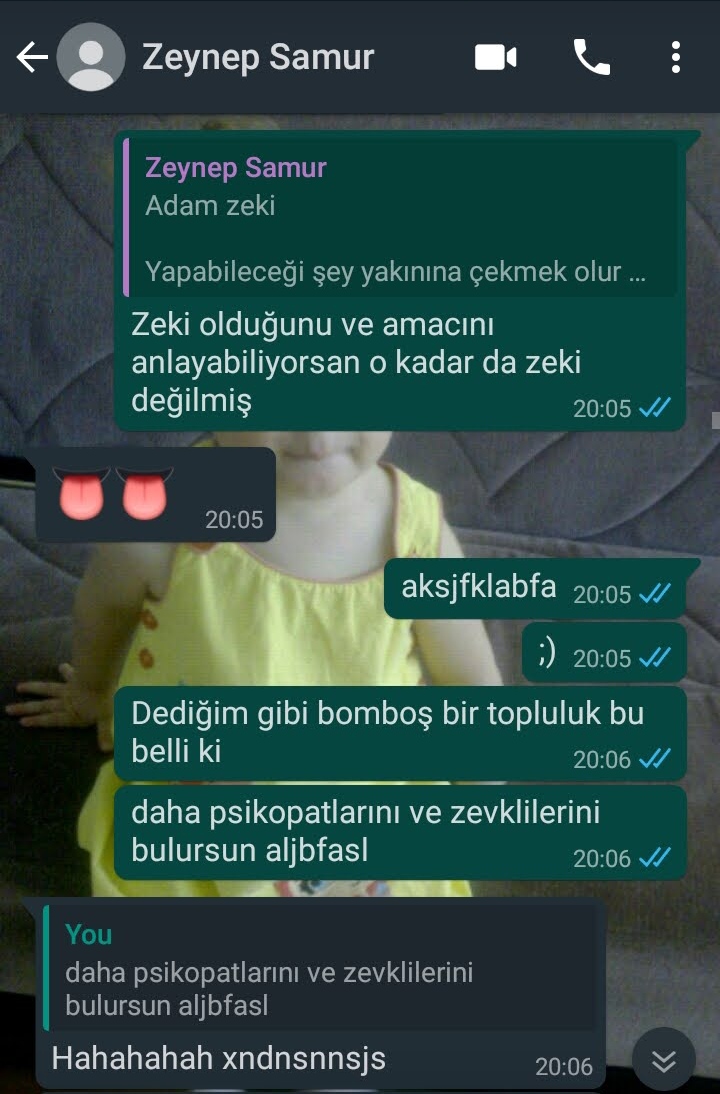 Zeynep Samur
Zeynep Samur
Adam zeki
Yapabileceği şey yakınına çekmek olur ...
Zeki olduğunu ve amacını
anlayabiliyorsan o kadar da zeki
değilmiş
20:05
20:05
aksjfklabfa 20:05
;) 20:05
Dediğim gibi bomboş bir topluluk bu
belli ki
20:06
daha psikopatlarını ve zevklilerini
bulursun aljbfasl
20:06
You
daha psikopatlarını ve zevklilerini
bulursun aljbfasl
Hahahahah xndnsnnsjs
20:06